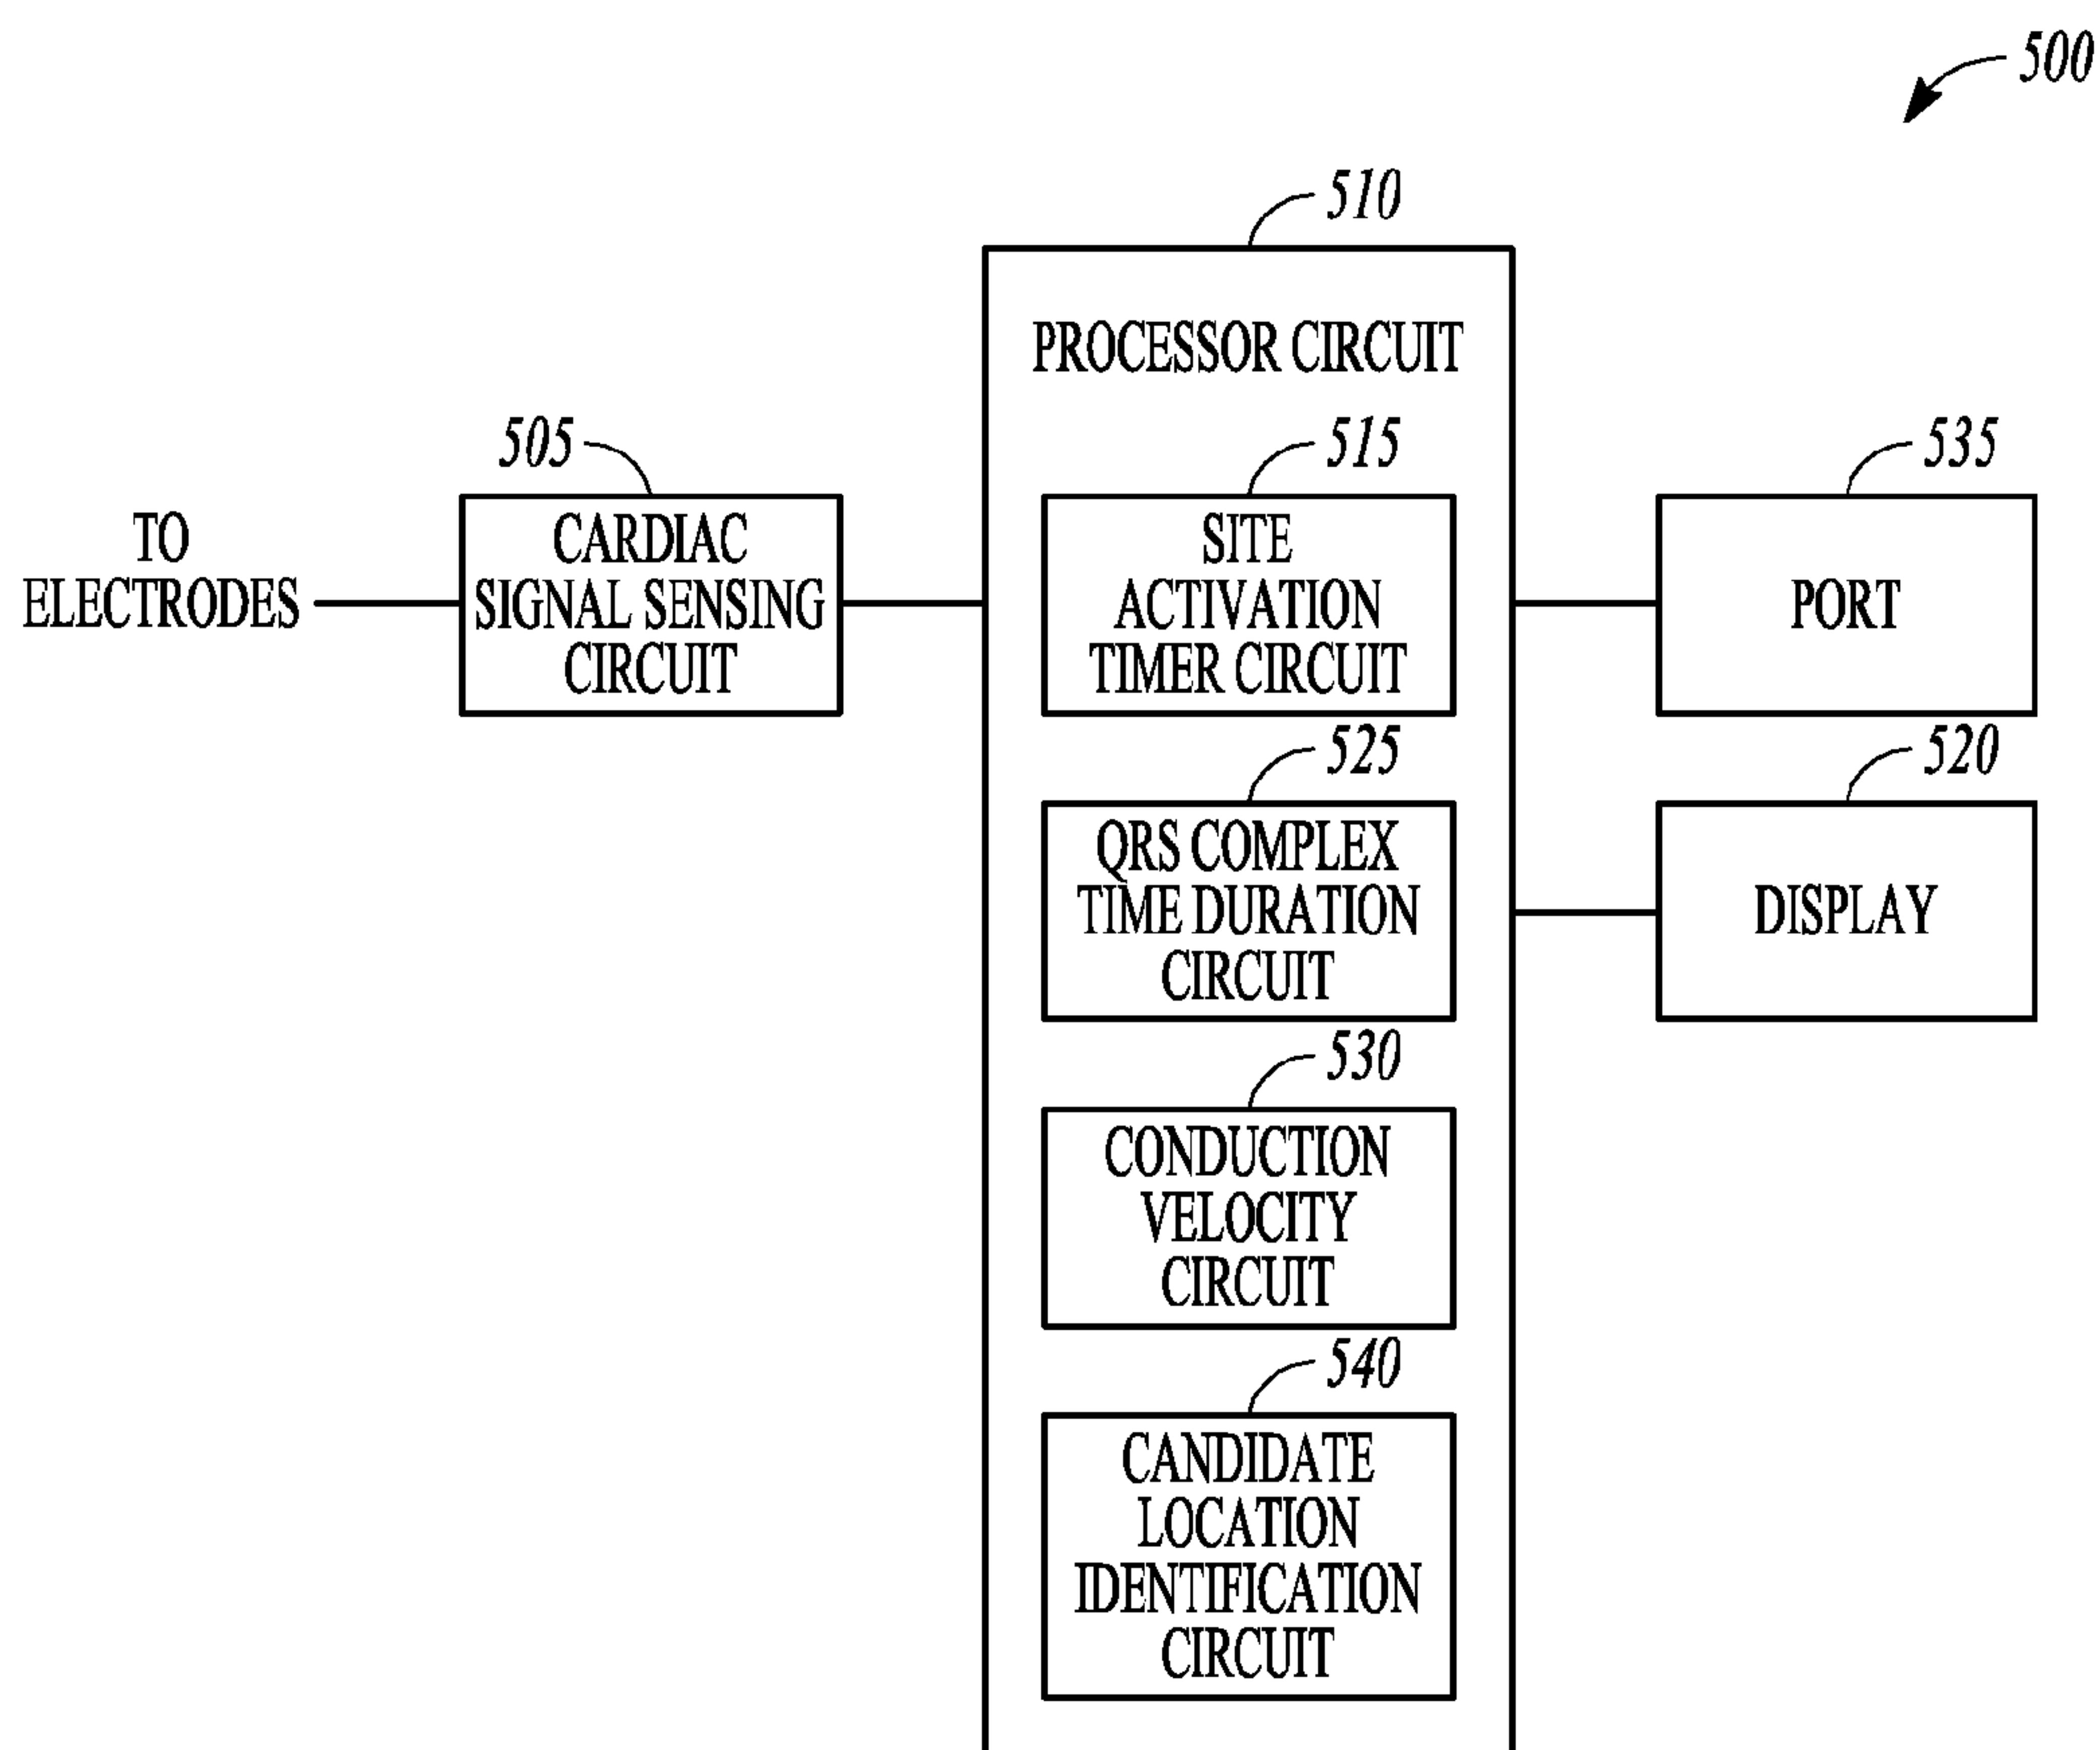 500
510
PROCESSOR CIRCUIT
505
515
535
TO
ELECTRODES
CARDIAC
SIGNAL SENSING
CIRCUIT
SITE
ACTIVATION
TIMER CIRCUIT
PORT
525
520
QRS COMPLEX
TIME DURATION
CIRCUIT
DISPLAY
530
CONDUCTION
VELOCITY
CIRCUIT
540
CANDIDATE
LOCATION
IDENTIFICATION
CIRCUIT